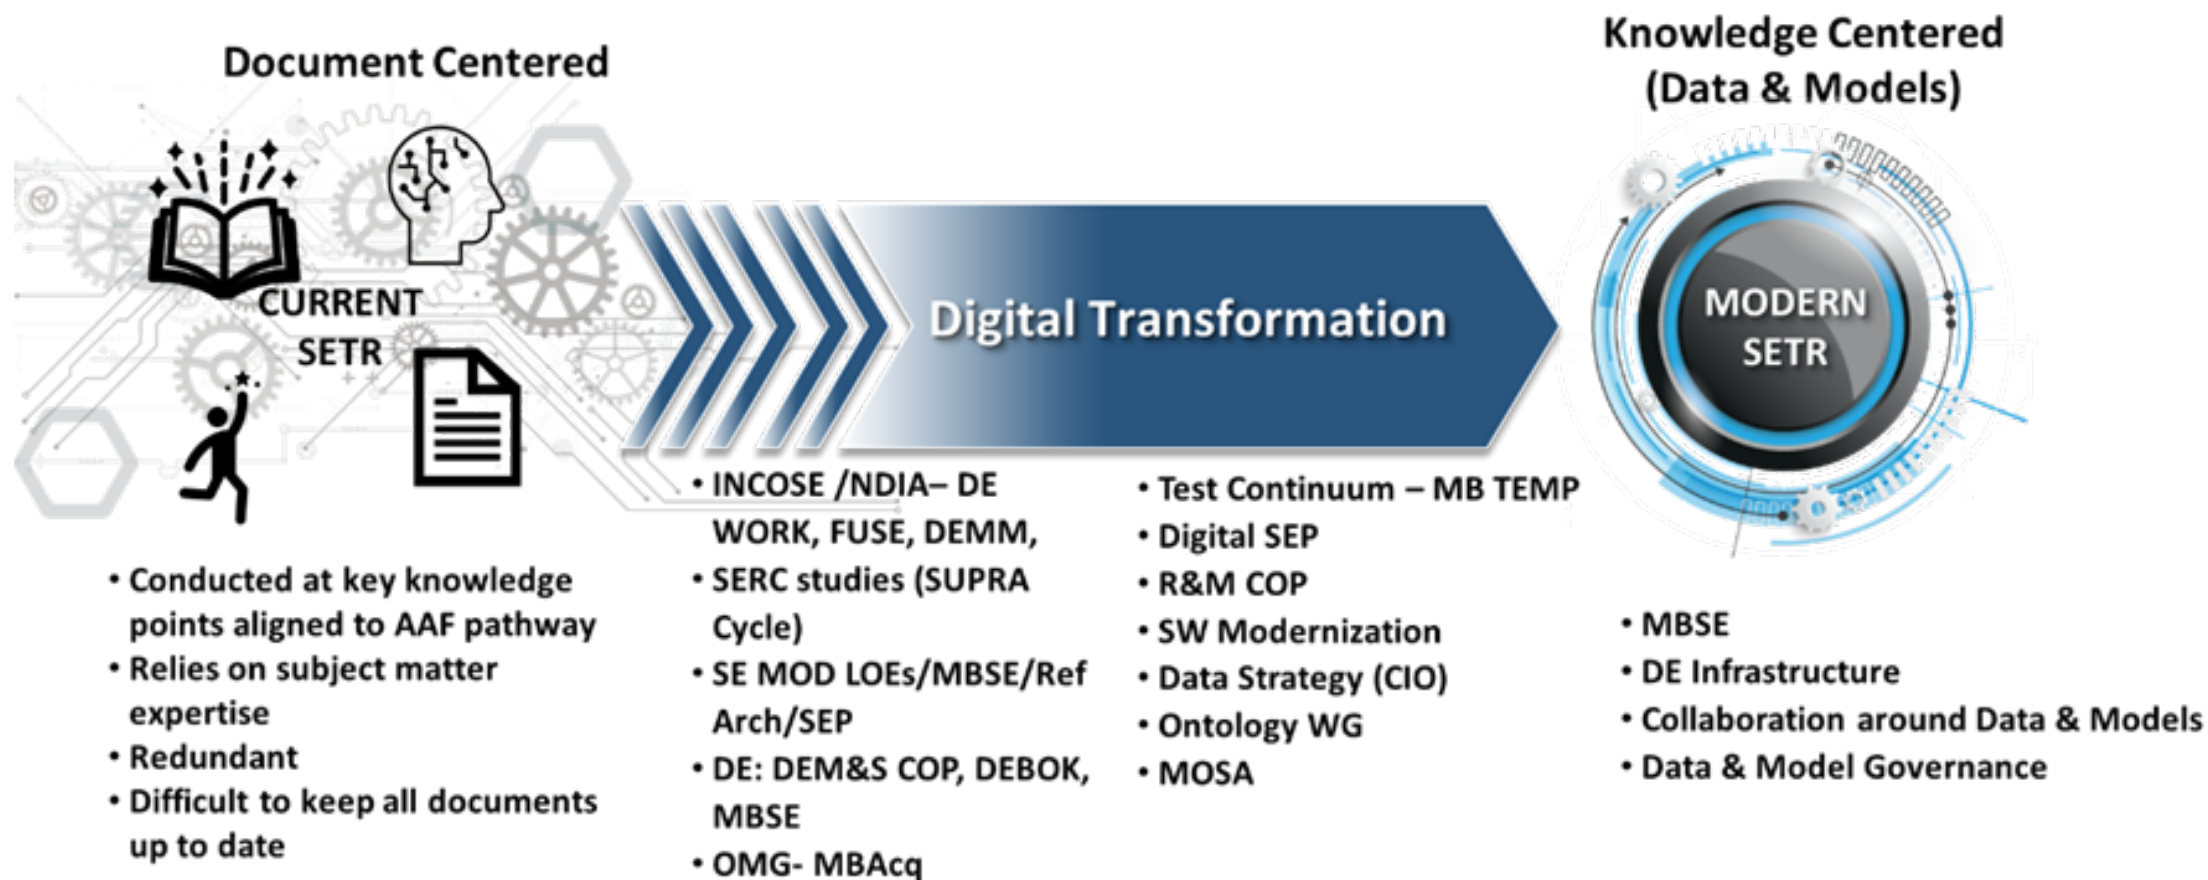 Document Centered
CURRENT
SETR
• Conducted at key knowledge
points aligned to AAF pathway
• Relies on subject matter
expertise
• Redundant
• Difficult to keep all documents
up to date
Digital Transformation
• INCOSE /NDIA– DE
WORK, FUSE, DEMM,
• SERC studies (SUPRA
Cycle)
• SE MOD LOEs/MBSE/Ref
Arch/SEP
• DE: DEM&S COP, DEBOK,
MBSE
• OMG- MBAcq
• Test Continuum – MB TEMP
• Digital SEP
• R&M COP
• SW Modernization
• Data Strategy (CIO)
• Ontology WG
• MOSA
Knowledge Centered
(Data & Models)
MODERN
SETR
• MBSE
• DE Infrastructure
• Collaboration around Data & Models
• Data & Model Governance